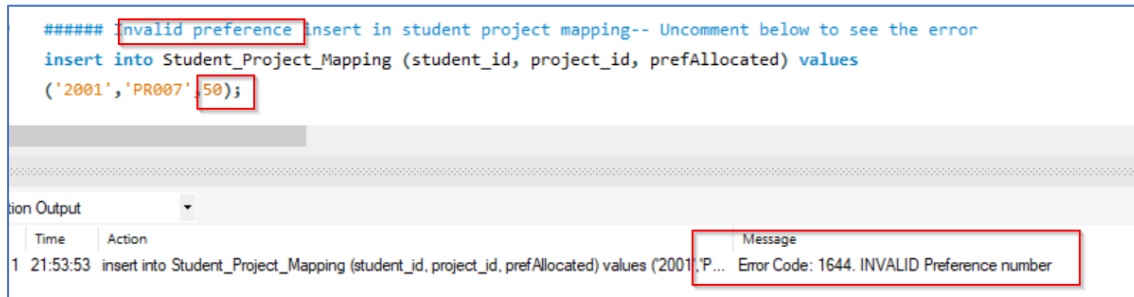 ###### Invalid preference insert in student project mapping-- Uncomment below to see the error
insert into Student_Project_Mapping (student_id, project_id, prefAllocated) values
('2001','PR007',50);
tion Output
Time Action Message
1 21:53:53 insert into Student_Project_Mapping (student_id, project_id, prefAllocated) values ('2001','P... Error Code: 1644. INVALID Preference number